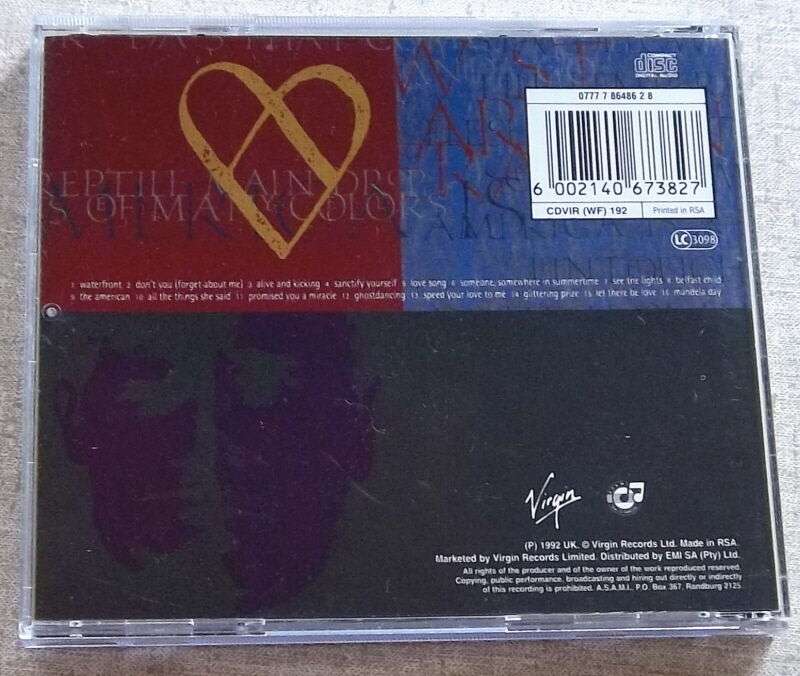 COMPACT
disc
DIGITAL AUDIO
0777 7 86486 2 8
6 002140 673827
CDVIR (WF) 192
Printed in RSA
LC 3098
REPTILE MAIN DROP
S OF MANY COLORS
1 waterfront 2 don't you (forget about me) 3 alive and kicking 4 sanctify yourself 5 love song 6 someone, somewhere in summertime 7 see the lights 8 belfast child
9 the american 10 all the things she said 11 promised you a miracle 12 ghostdancing 13 speed your love to me 14 glittering prize 15 let there be love 16 mandela day
Virgin
(P) 1992 UK. © Virgin Records Ltd. Made in RSA.
Marketed by Virgin Records Limited. Distributed by EMI SA (Pty) Ltd.
All rights of the producer and of the owner of the work reproduced reserved.
Copying, public performance, broadcasting and hiring out directly or indirectly
of this recording is prohibited. A.S.A.M.I., P.O. Box 367, Randburg 2125